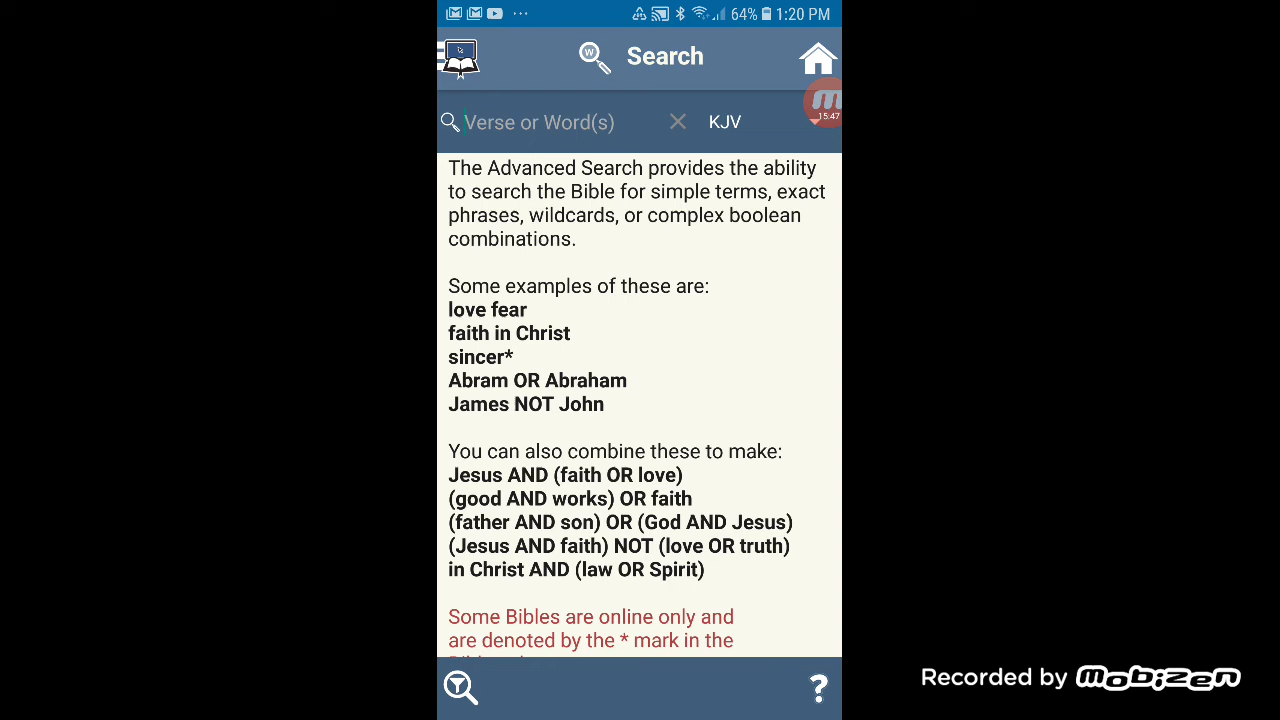 64% 1:20 PM
W Search
Verse or Word(s) KJV
15:47
The Advanced Search provides the ability
to search the Bible for simple terms, exact
phrases, wildcards, or complex boolean
combinations.
Some examples of these are:
love fear
faith in Christ
sincer*
Abram OR Abraham
James NOT John
You can also combine these to make:
Jesus AND (faith OR love)
(good AND works) OR faith
(father AND son) OR (God AND Jesus)
(Jesus AND faith) NOT (love OR truth)
in Christ AND (law OR Spirit)
Some Bibles are online only and
are denoted by the * mark in the
?
Recorded by mobizen